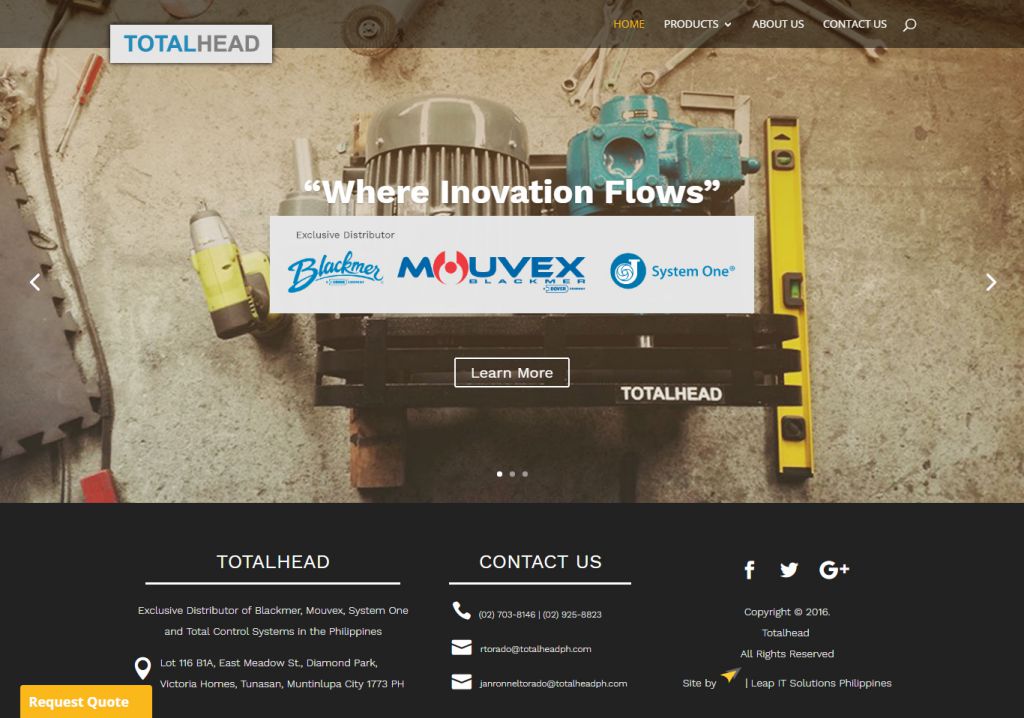 TOTALHEAD
HOME
PRODUCTS
ABOUT US
CONTACT US
“Where Inovation Flows”
Exclusive Distributor
Blackmer
MOUVEX
BLACKMER
DOVER
System One®
Learn More
TOTALHEAD
TOTALHEAD
Exclusive Distributor of Blackmer, Mouvex, System One
and Total Control Systems in the Philippines
Lot 116 B1A, East Meadow St., Diamond Park,
Victoria Homes, Tunasan, Muntinlupa City 1773 PH
CONTACT US
(02) 703-8146 | (02) 925-8823
rtorado@totalheadph.com
janronneltorado@totalheadph.com
Copyright © 2016.
Totalhead
All Rights Reserved
Site by | Leap IT Solutions Philippines
Request Quote